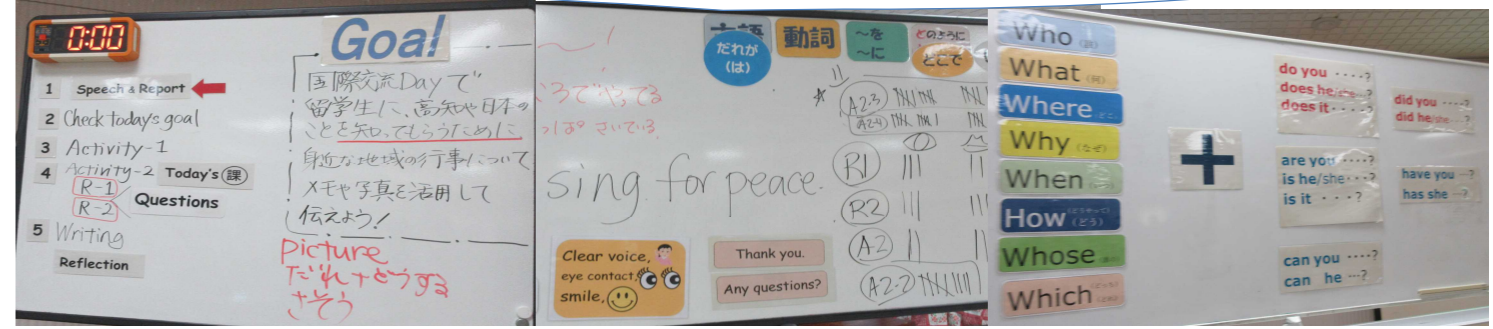 0:00
Goal
1 Speech & Report
2 Check today's goal
3 Activity-1
4 Activity-2 Today's 課
R-1
R-2
Questions
5 Writing
Reflection
国際交流Dayで
留学生に、高知や日本の
ことを知ってもらうために
身近な地域の行事について
メモや写真を活用して
伝えよう!
Picture
だれ+どうする
さそう
だれが
(は)
動詞
~を
~に
どのように
どこで
sing for peace.
A2-3
A2-4
R1
R2
A2
A2-2
Clear voice,
eye contact,
smile,
Thank you.
Any questions?
Who
What (何)
Where
Why (なぜ)
When
How (どう)
Whose
Which
+
do you ····?
does he/she···?
does it ····?
did you ····?
did he/she···?
are you ····?
is he/she···?
is it ···?
have you ···?
has she ···?
can you ····?
can he ···?